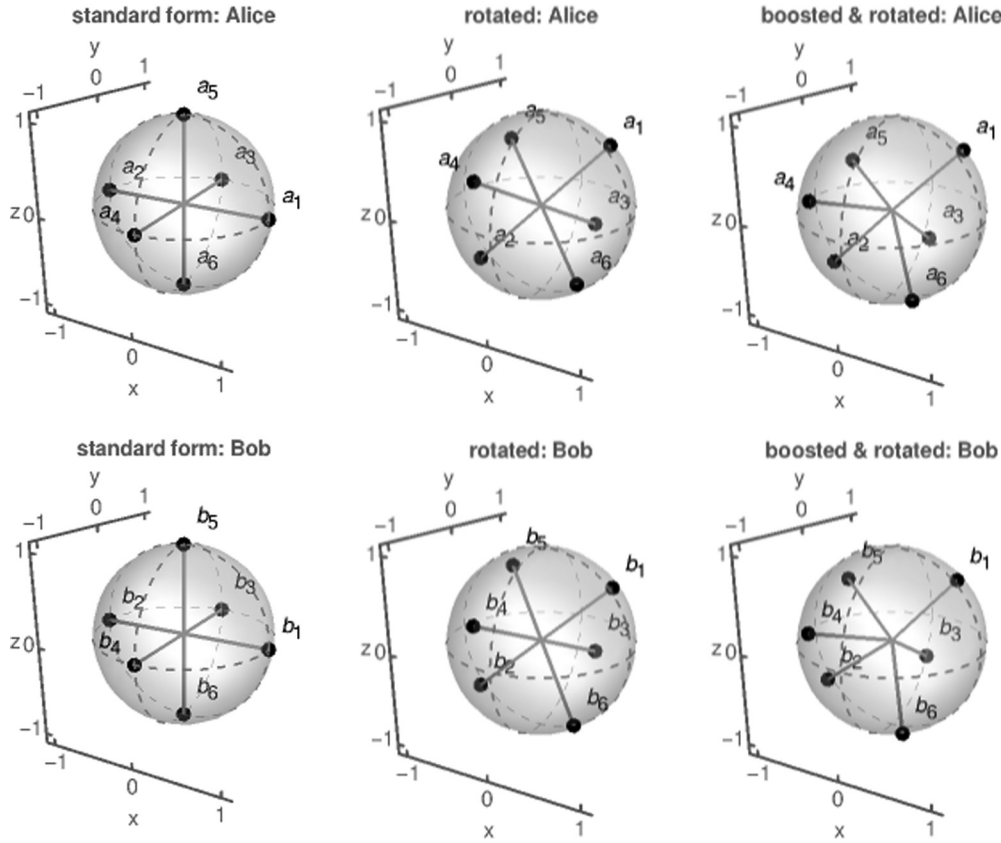 standard form: Alice
y
−1
0
1
1
z 0
−1
−1
0
1
x
a5
a3
a2
a1
a4
a6
rotated: Alice
y
−1
0
1
1
z 0
−1
−1
0
1
x
a5
a1
a4
a3
a2
a6
boosted & rotated: Alice
y
−1
0
1
1
z 0
−1
−1
0
1
x
a5
a1
a4
a3
a2
a6
standard form: Bob
y
−1
0
1
1
z 0
−1
−1
0
1
x
b5
b3
b2
b1
b4
b6
rotated: Bob
y
−1
0
1
1
z 0
−1
−1
0
1
x
b5
b1
b4
b3
b2
b6
boosted & rotated: Bob
y
−1
0
1
1
z 0
−1
−1
0
1
x
b5
b1
b4
b3
b2
b6